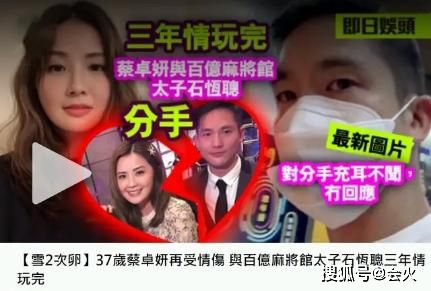 即日娛頭
三年情玩完
蔡卓妍與百億麻將館
太子石恆聰
分手
最新圖片
對分手充耳不聞，
冇回應
【雪2次卵】37歲蔡卓妍再受情傷 與百億麻將館太子石恆聰三年情
玩完
搜狐号@会火